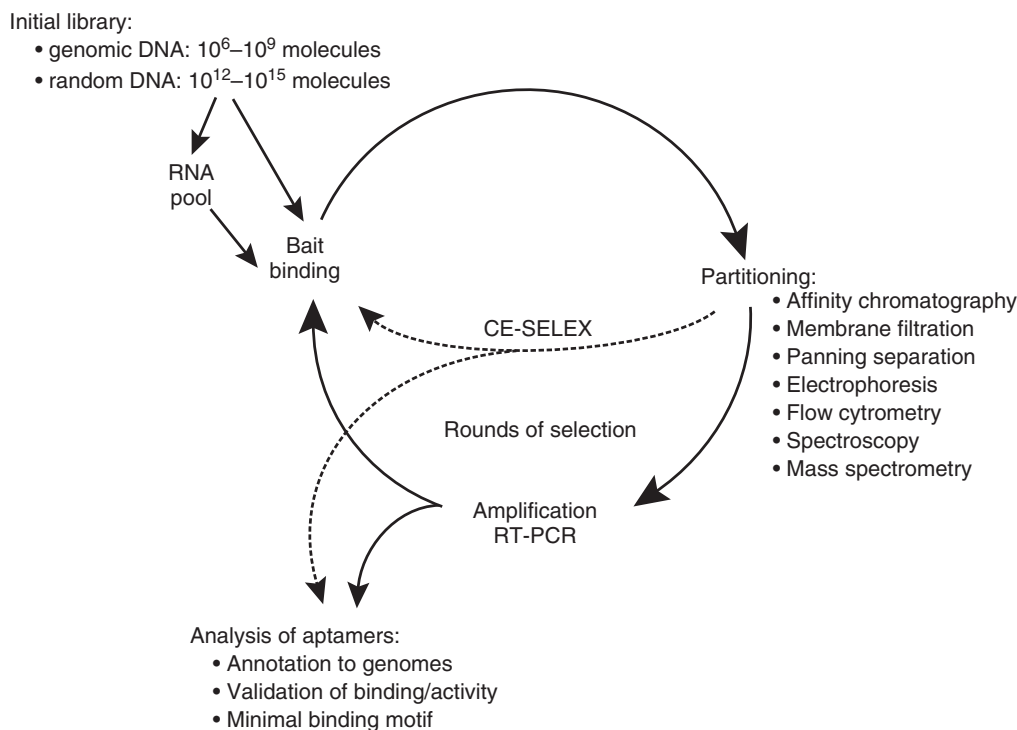 Initial library:
• genomic DNA: 10⁶–10⁹ molecules
• random DNA: 10¹²–10¹⁵ molecules
RNA
pool
Bait
binding
Partitioning:
• Affinity chromatography
• Membrane filtration
• Panning separation
• Electrophoresis
• Flow cytrometry
• Spectroscopy
• Mass spectrometry
CE-SELEX
Rounds of selection
Amplification
RT-PCR
Analysis of aptamers:
• Annotation to genomes
• Validation of binding/activity
• Minimal binding motif